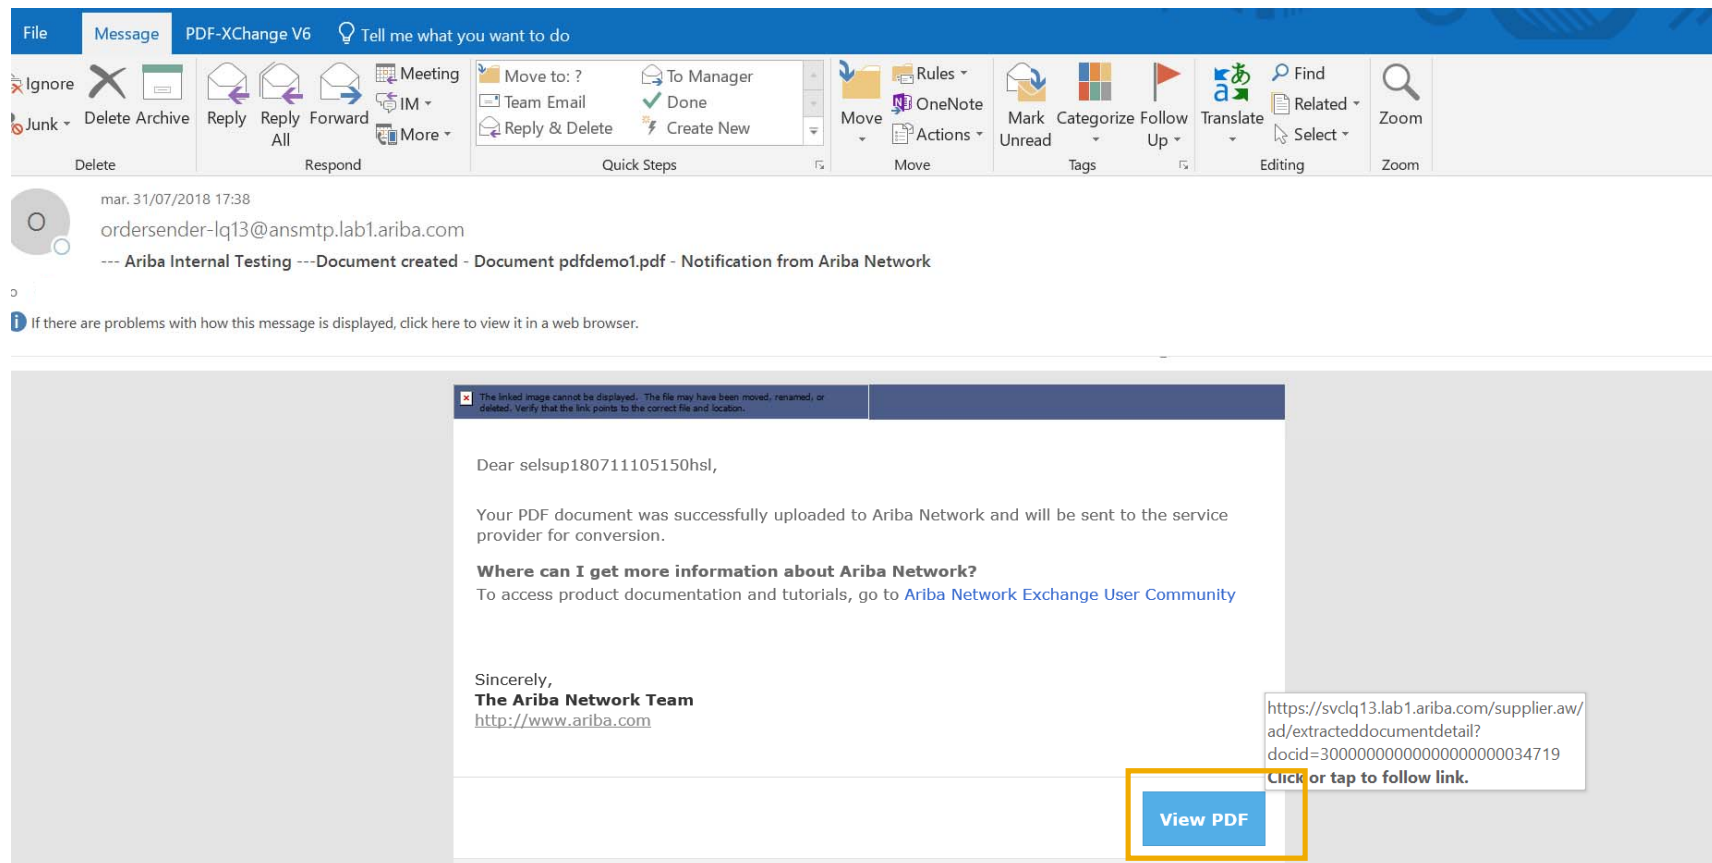 File Message PDF-XChange V6 Tell me what you want to do
Ignore
Junk
Delete Archive
Delete
Reply Reply All Forward
Meeting
IM
More
Respond
Move to: ? To Manager
Team Email Done
Reply & Delete Create New
Quick Steps
Move
Rules
OneNote
Actions
Move
Mark Unread Categorize Follow Up
Tags
Translate
Find
Related
Select
Editing
Zoom
Zoom
O
mar. 31/07/2018 17:38
ordersender-lq13@ansmtp.lab1.ariba.com
--- Ariba Internal Testing ---Document created - Document pdfdemo1.pdf - Notification from Ariba Network
o
If there are problems with how this message is displayed, click here to view it in a web browser.
The linked image cannot be displayed. The file may have been moved, renamed, or
deleted. Verify that the link points to the correct file and location.
Dear selsup180711105150hsl,
Your PDF document was successfully uploaded to Ariba Network and will be sent to the service
provider for conversion.
Where can I get more information about Ariba Network?
To access product documentation and tutorials, go to Ariba Network Exchange User Community
Sincerely,
The Ariba Network Team
http://www.ariba.com
https://svclq13.lab1.ariba.com/supplier.aw/
ad/extracteddocumentdetail?
Click or tap to follow link.
View PDF